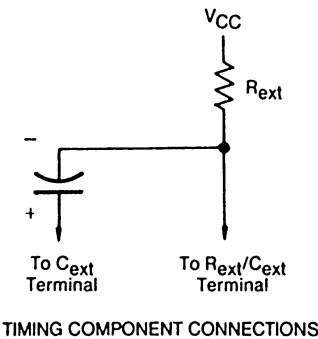 VCC
Rext
−
+
To Cext
Terminal
To Rext/Cext
Terminal
TIMING COMPONENT CONNECTIONS